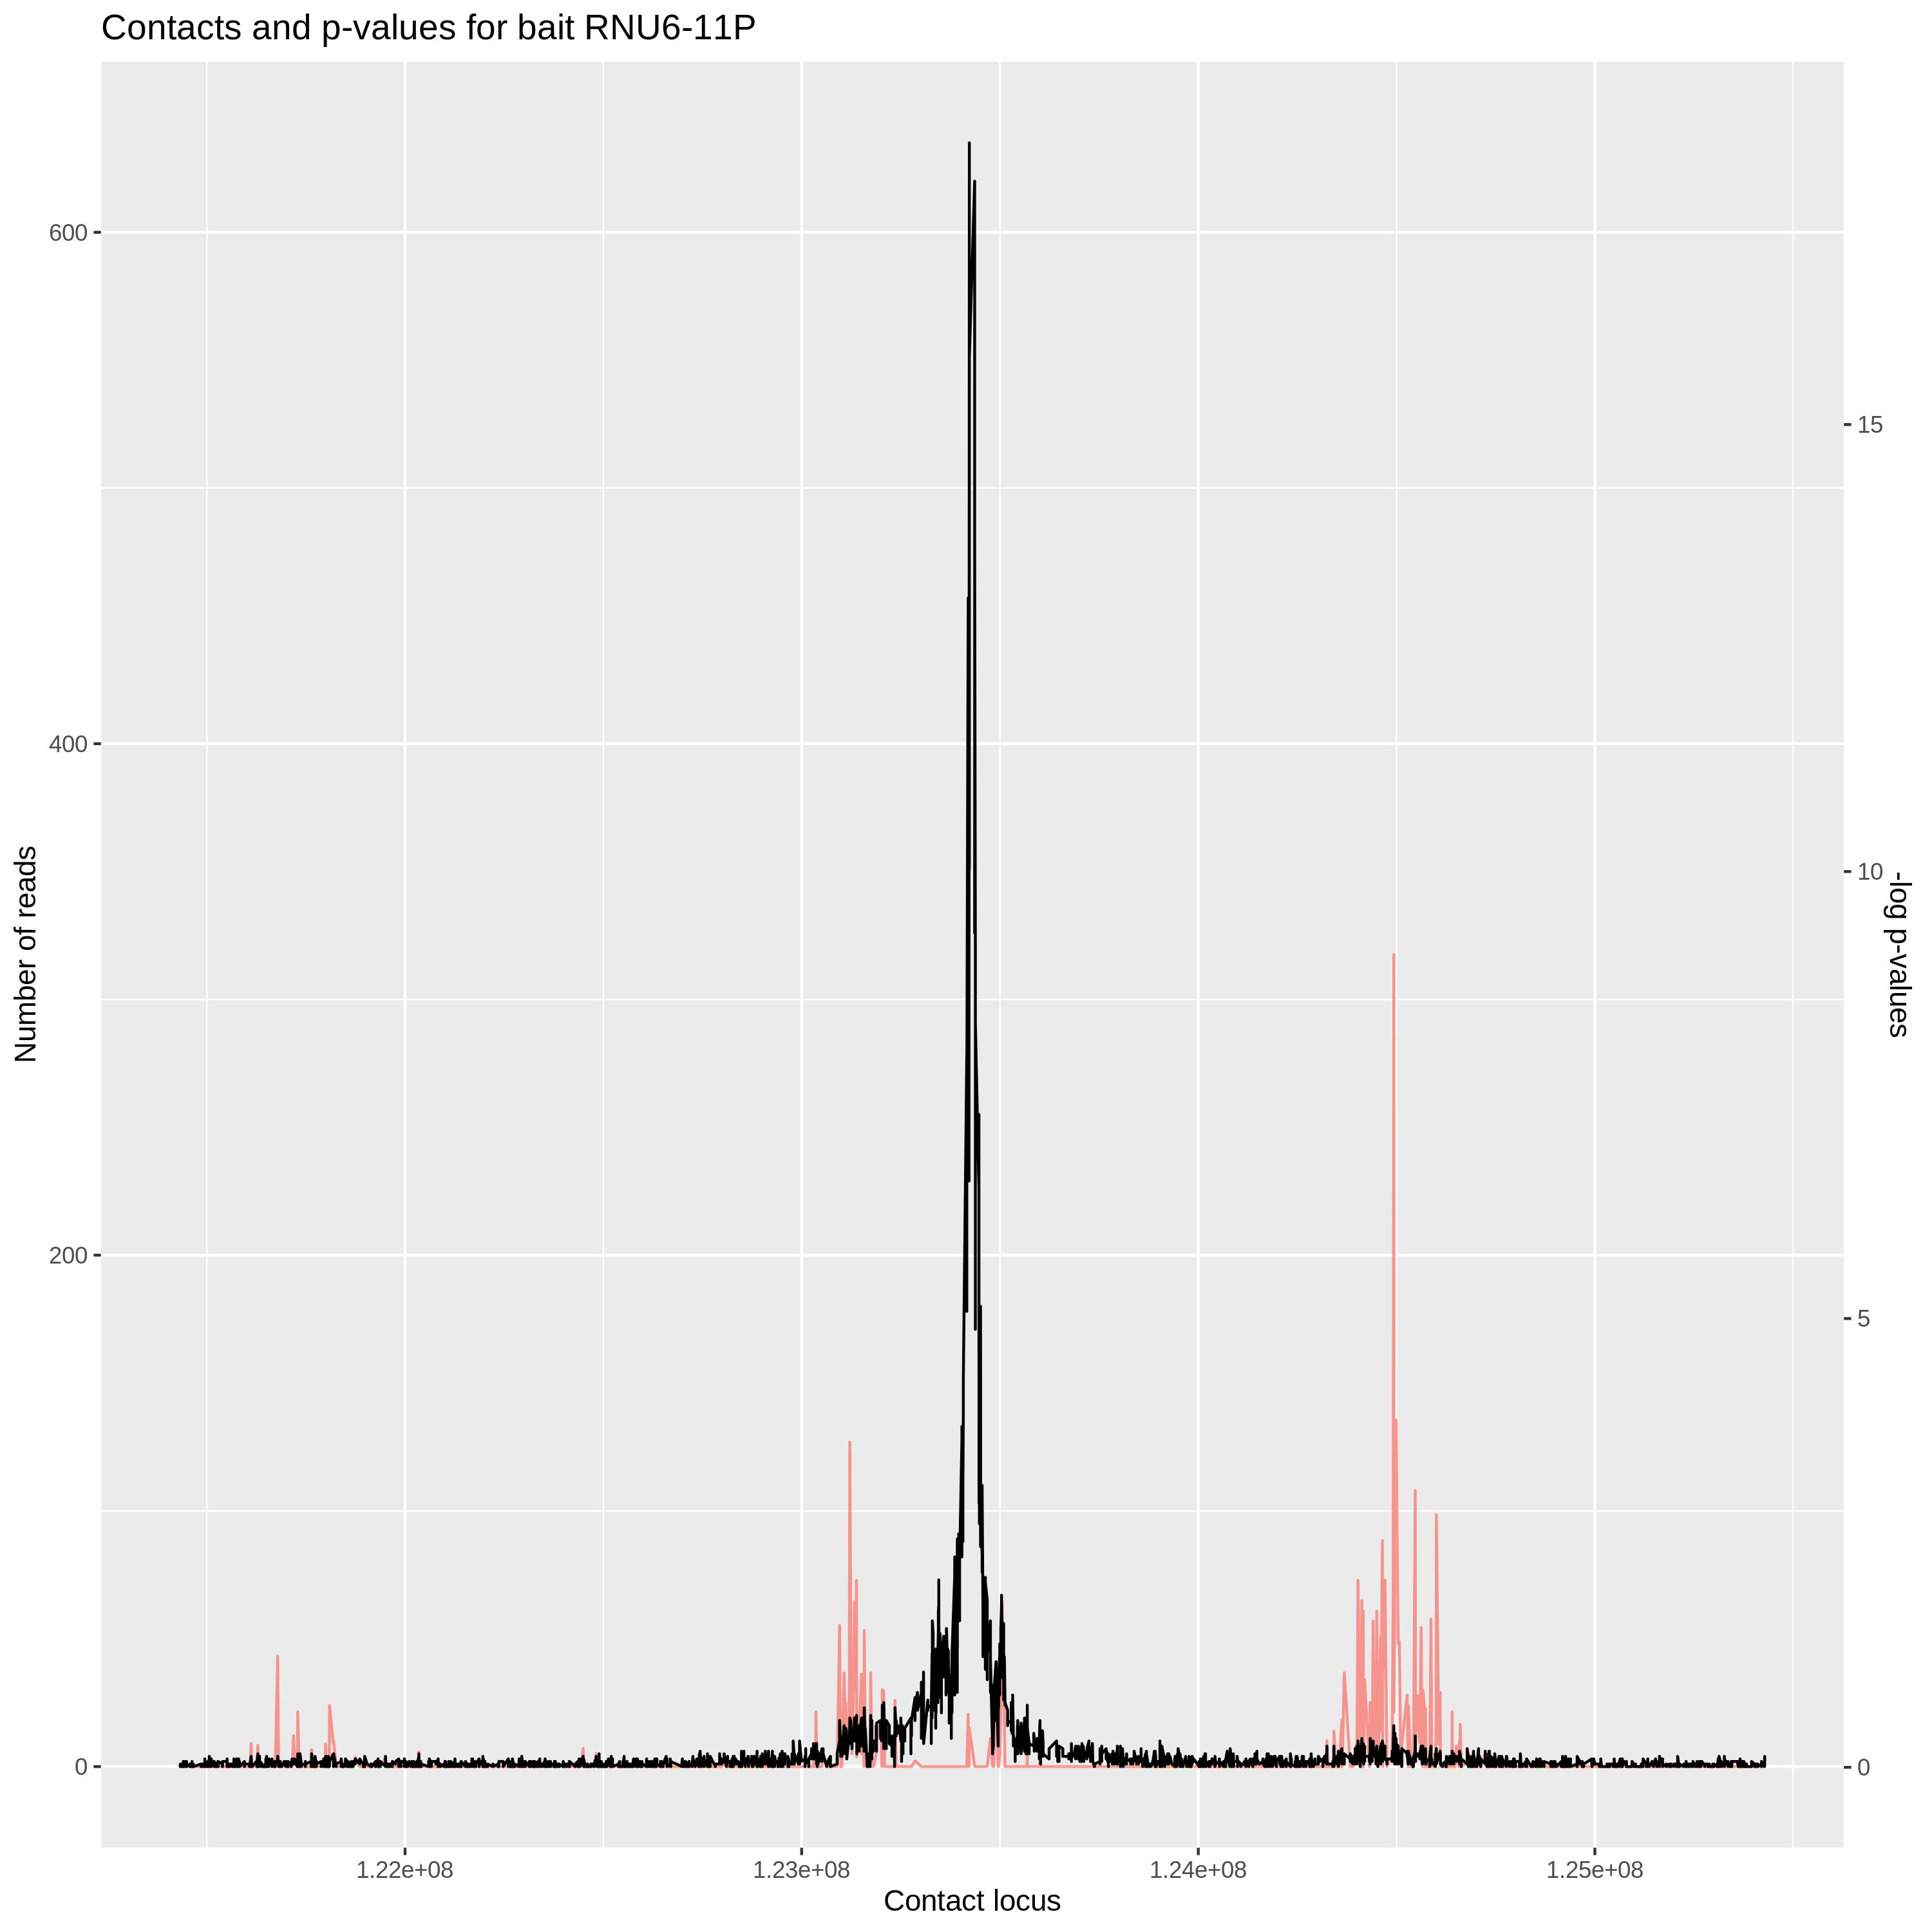 Contacts and p-values for bait RNU6-11P
600
400
200
0
Number of reads
15
10
5
0
-log p-values
1.22e+08
1.23e+08
1.24e+08
1.25e+08
Contact locus